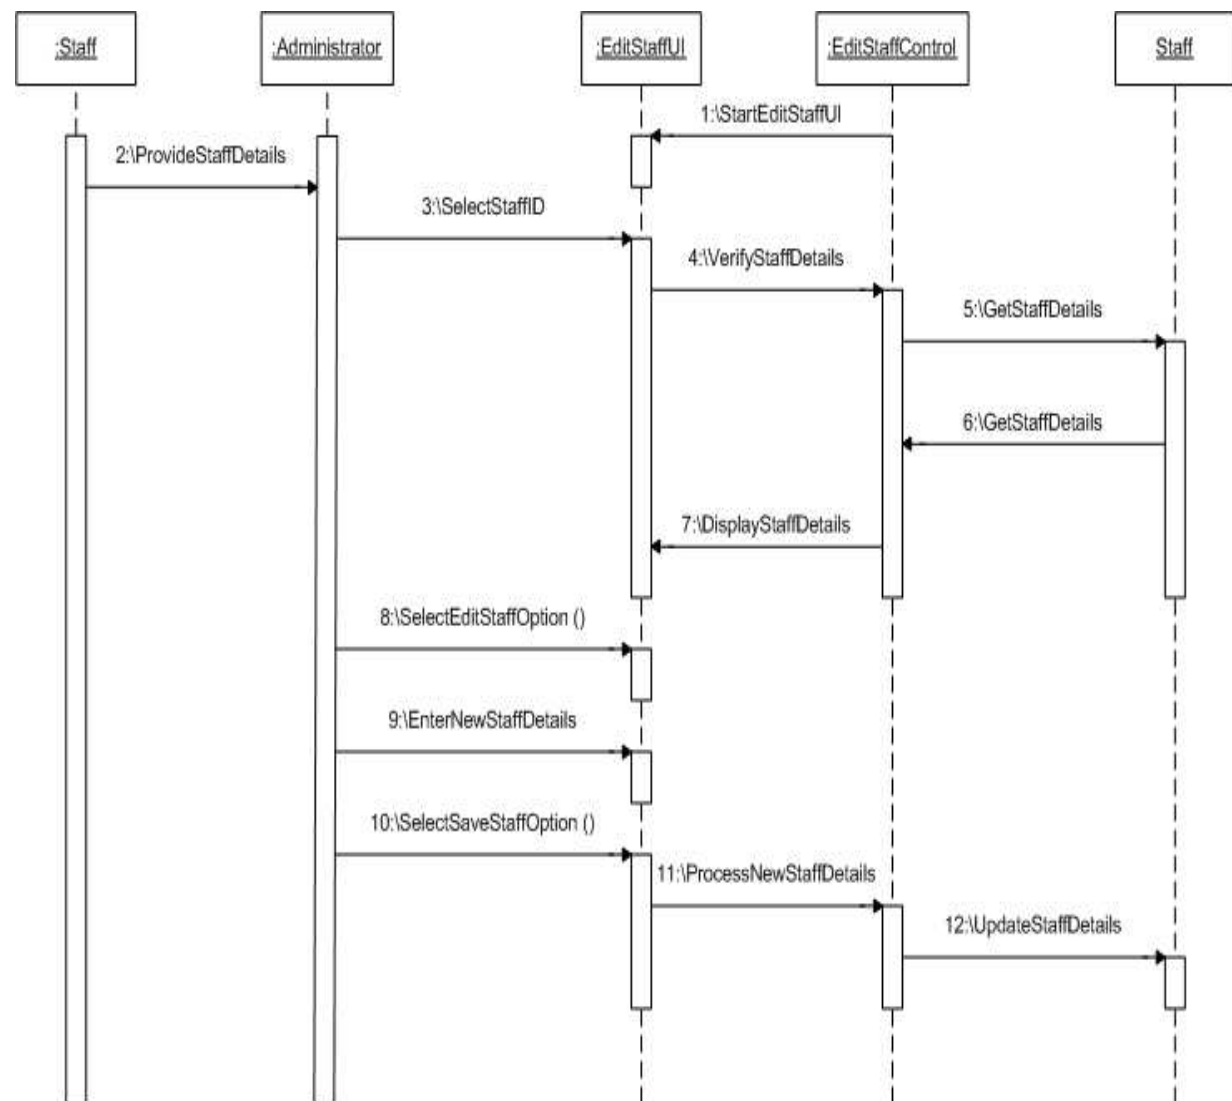 :Staff
:Administrator
:EditStaffUI
:EditStaffControl
Staff
1:\StartEditStaffUI
2:\ProvideStaffDetails
3:\SelectStaffID
4:\VerifyStaffDetails
5:\GetStaffDetails
6:\GetStaffDetails
7:\DisplayStaffDetails
8:\SelectEditStaffOption ()
9:\EnterNewStaffDetails
10:\SelectSaveStaffOption ()
11:\ProcessNewStaffDetails
12:\UpdateStaffDetails